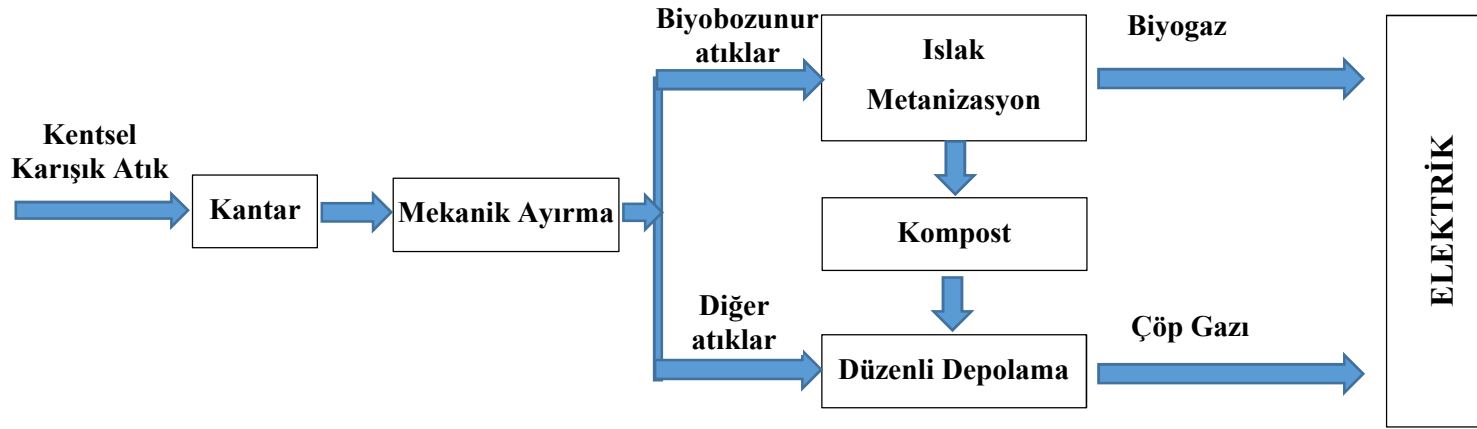 Kentsel
Karışık Atık
Kantar
Mekanik Ayırma
Biyobozunur
atıklar
Islak
Metanizasyon
Biyogaz
Kompost
Diğer
atıklar
Düzenli Depolama
Çöp Gazı
ELEKTRİK